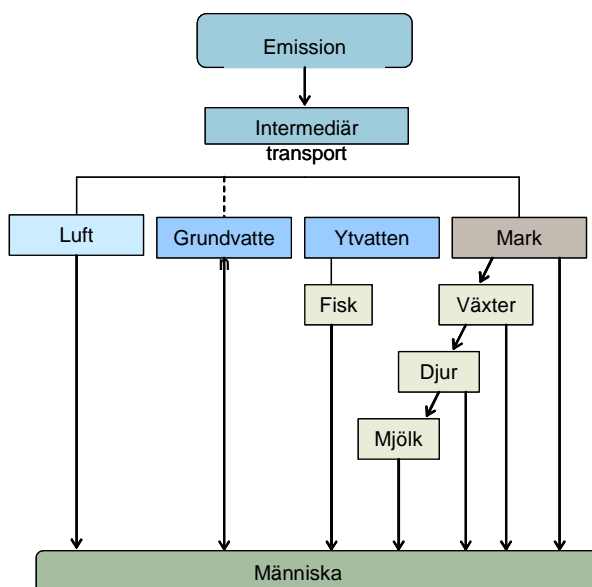 Emission
Intermediär
transport
Luft
Grundvatte
n
Ytvatten
Mark
Fisk
Växter
Djur
Mjölk
Människa